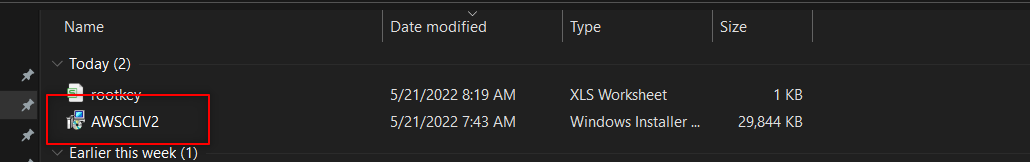 Name Date modified Type Size
Today (2)
rootkey 5/21/2022 8:19 AM XLS Worksheet 1 KB
AWSCLIV2 5/21/2022 7:43 AM Windows Installer ... 29,844 KB
Earlier this week (1)